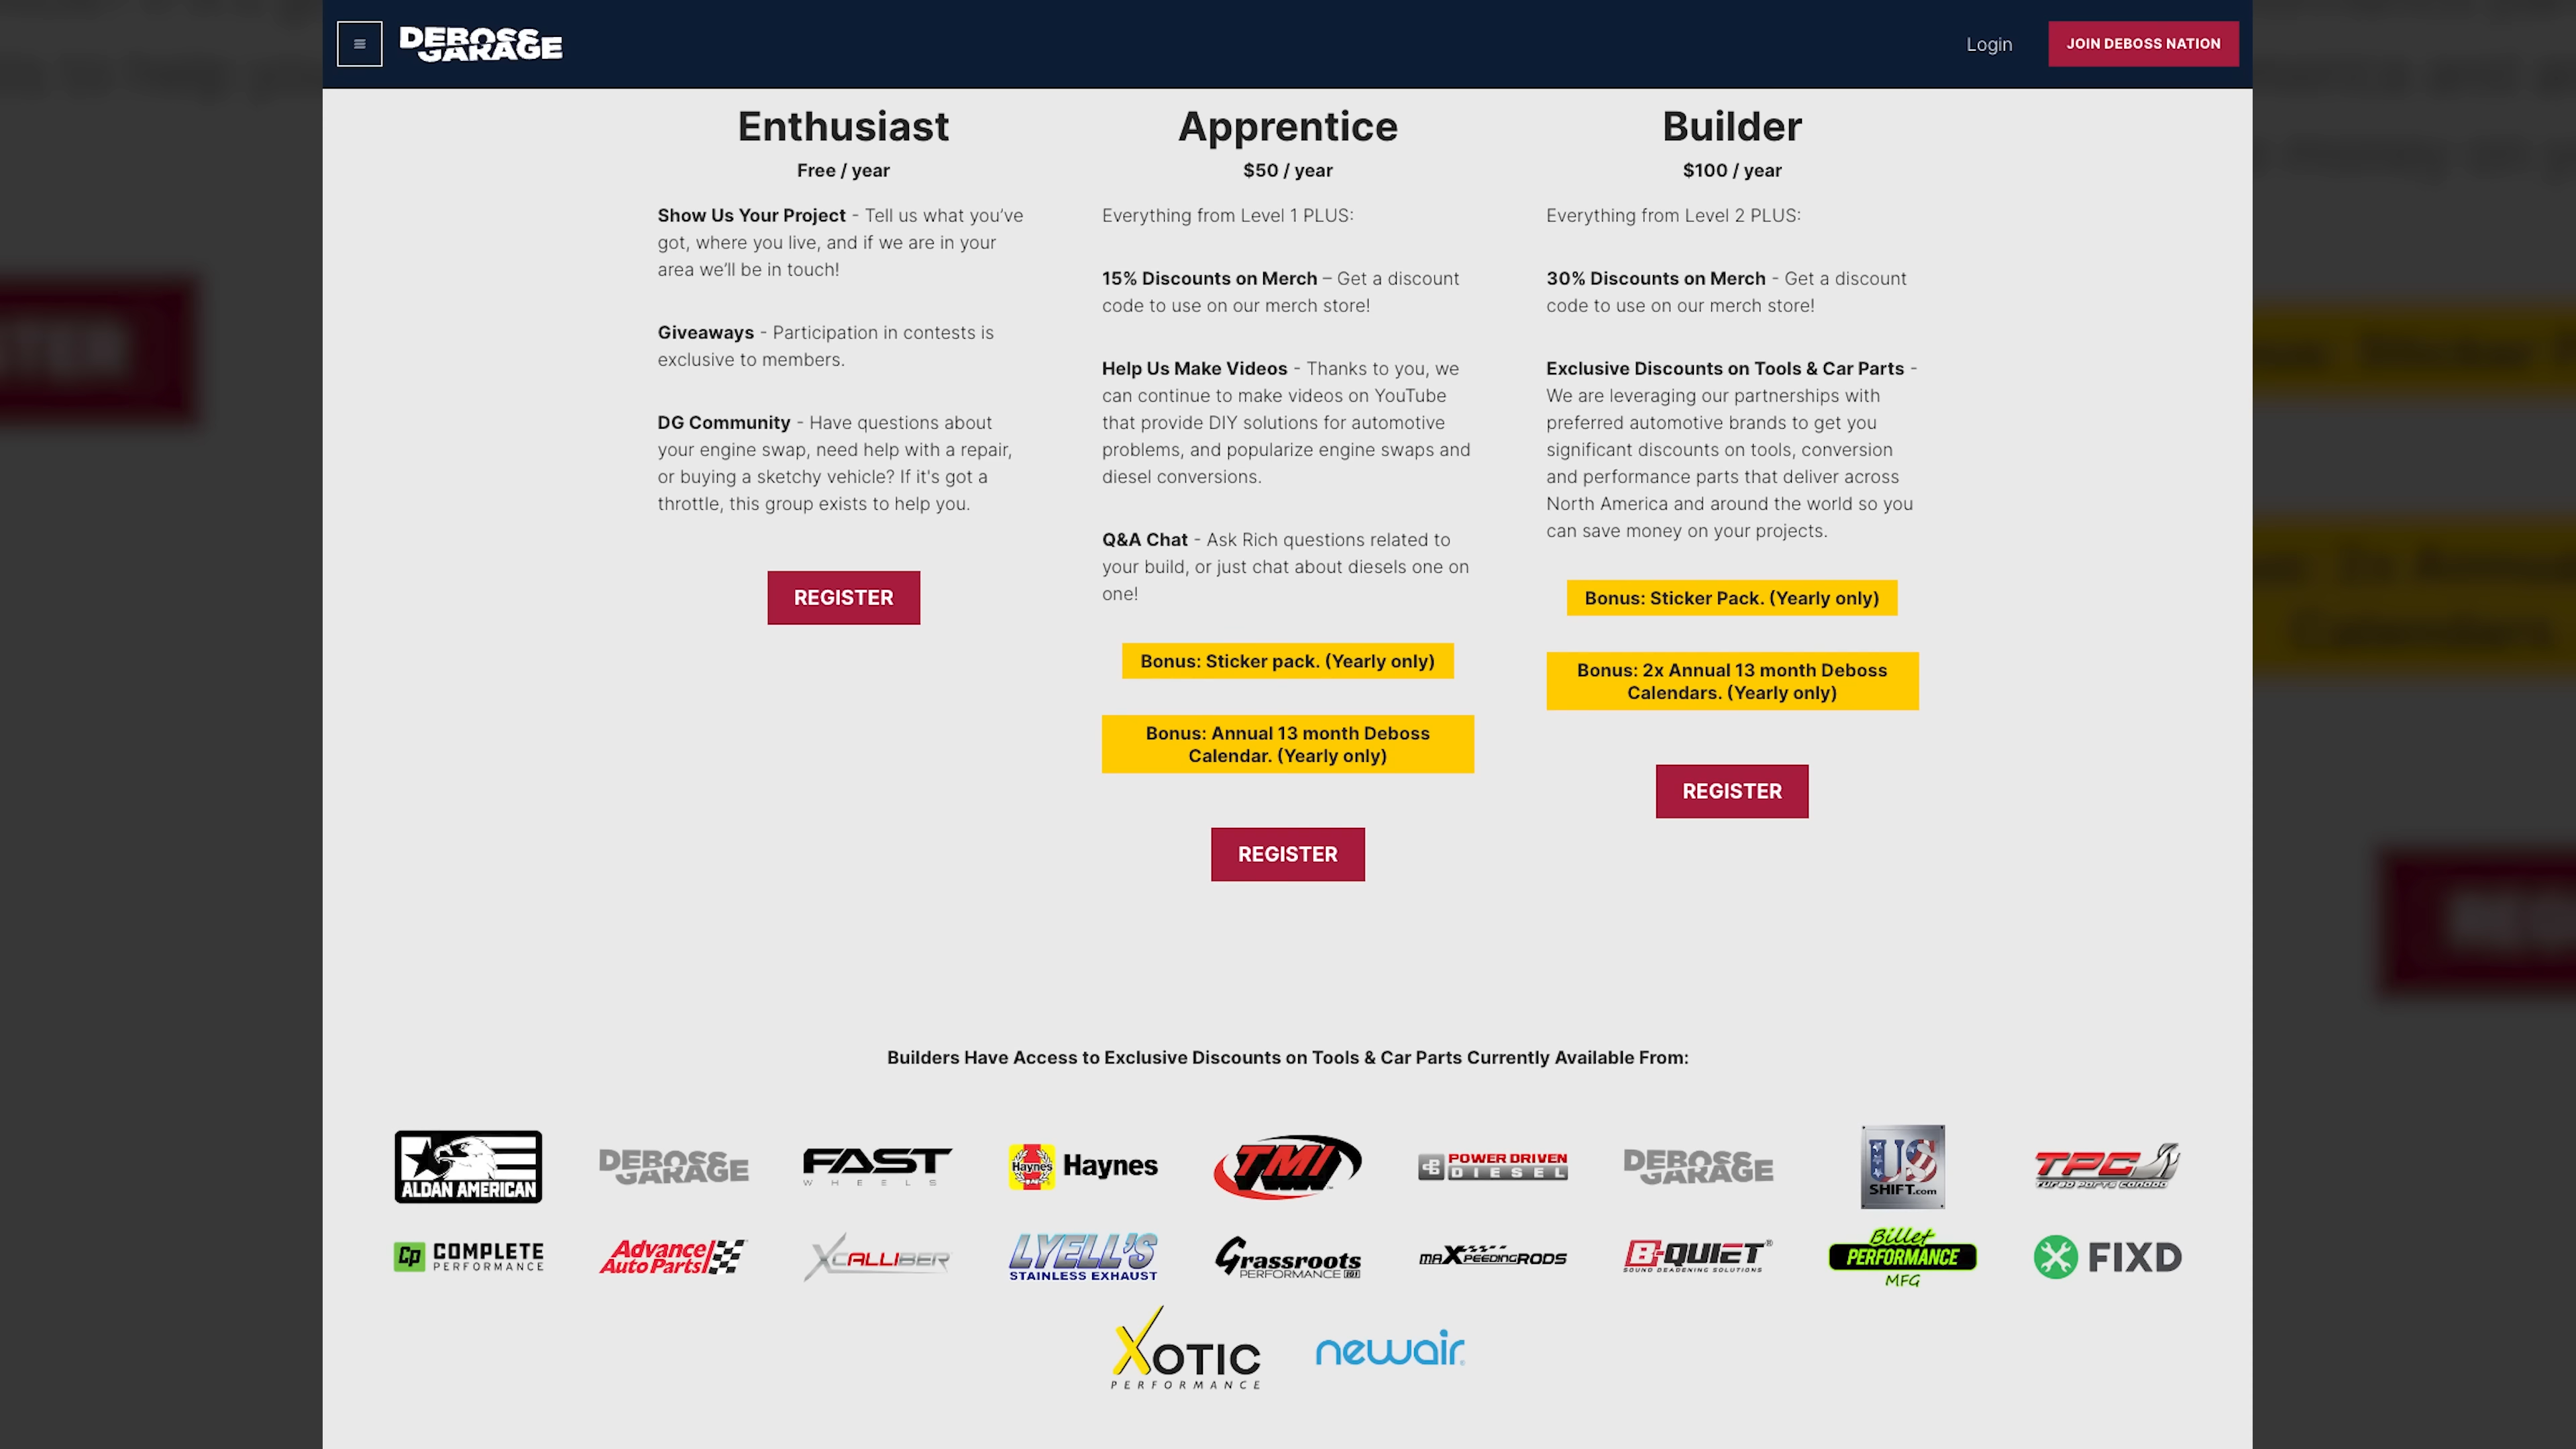 DEBOSS GARAGE
Login
JOIN DEBOSS NATION
Enthusiast
Free / year
Show Us Your Project - Tell us what you’ve
got, where you live, and if we are in your
area we’ll be in touch!
Giveaways - Participation in contests is
exclusive to members.
DG Community - Have questions about
your engine swap, need help with a repair,
or buying a sketchy vehicle? If it's got a
throttle, this group exists to help you.
REGISTER
Apprentice
$50 / year
Everything from Level 1 PLUS:
15% Discounts on Merch – Get a discount
code to use on our merch store!
Help Us Make Videos - Thanks to you, we
can continue to make videos on YouTube
that provide DIY solutions for automotive
problems, and popularize engine swaps and
diesel conversions.
Q&A Chat - Ask Rich questions related to
your build, or just chat about diesels one on
one!
Bonus: Sticker pack. (Yearly only)
Bonus: Annual 13 month Deboss
Calendar. (Yearly only)
REGISTER
Builder
$100 / year
Everything from Level 2 PLUS:
30% Discounts on Merch - Get a discount
code to use on our merch store!
Exclusive Discounts on Tools & Car Parts -
We are leveraging our partnerships with
preferred automotive brands to get you
significant discounts on tools, conversion
and performance parts that deliver across
North America and around the world so you
can save money on your projects.
Bonus: Sticker Pack. (Yearly only)
Bonus: 2x Annual 13 month Deboss
Calendars. (Yearly only)
REGISTER
Builders Have Access to Exclusive Discounts on Tools & Car Parts Currently Available From:
ALDAN AMERICAN
DEBOSS GARAGE
FAST
WHEELS
Haynes Haynes
TMI
POWER DRIVEN
DIESEL
DEBOSS GARAGE
US
SHIFT.com
TPC
TURBO PARTS CANADA
Cp COMPLETE
PERFORMANCE
Advance
Auto Parts
XCALLIBER
LYELL'S
STAINLESS EXHAUST
Grassroots
PERFORMANCE
MAXPEEDINGRODS
B-QUIET®
SOUND DEADENING SOLUTIONS
Billet
PERFORMANCE
MFG
FIXD
XOTIC
PERFORMANCE
newair